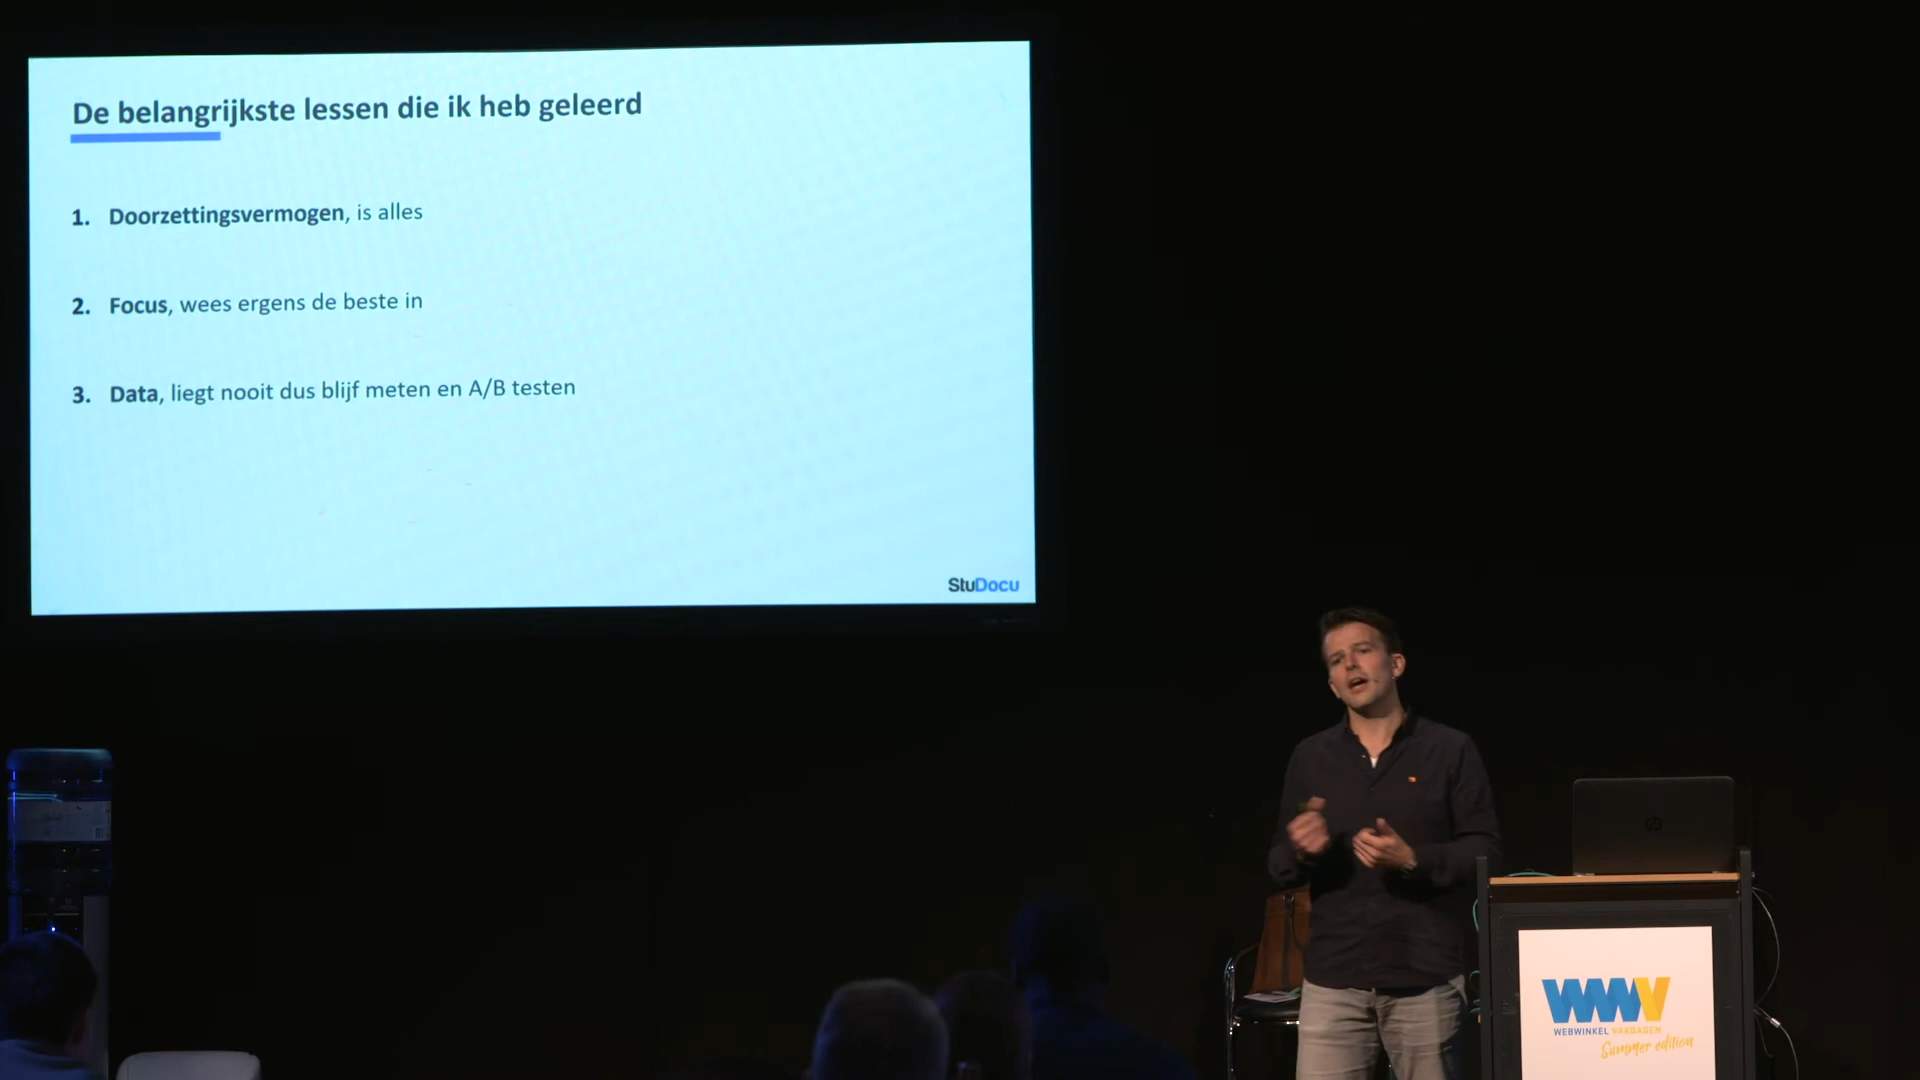 De belangrijkste lessen die ik heb geleerd
1. Doorzettingsvermogen, is alles
2. Focus, wees ergens de beste in
3. Data, liegt nooit dus blijf meten en A/B testen
StuDocu
WWV
WEBWINKEL VAKDAGEN
Summer edition